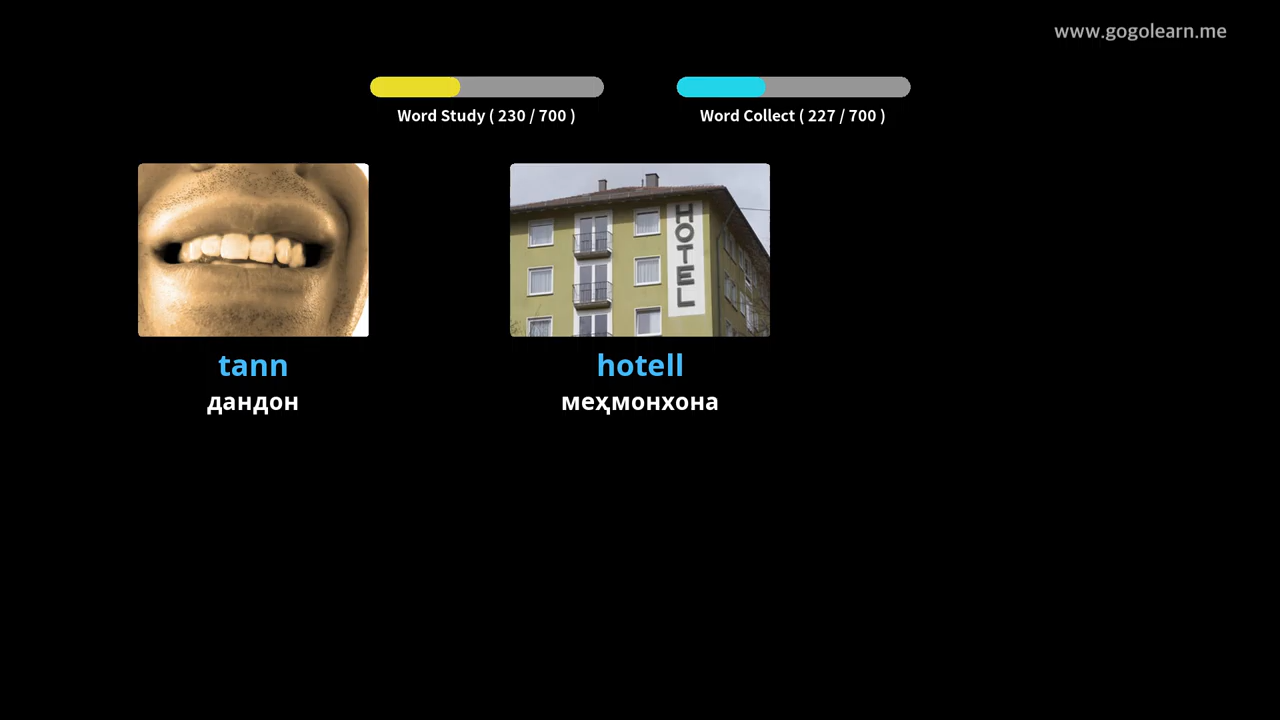 www.gogolearn.me
Word Study ( 230 / 700 )
Word Collect ( 227 / 700 )
HOTEL
tann
hotell
дандон
меҳмонхона